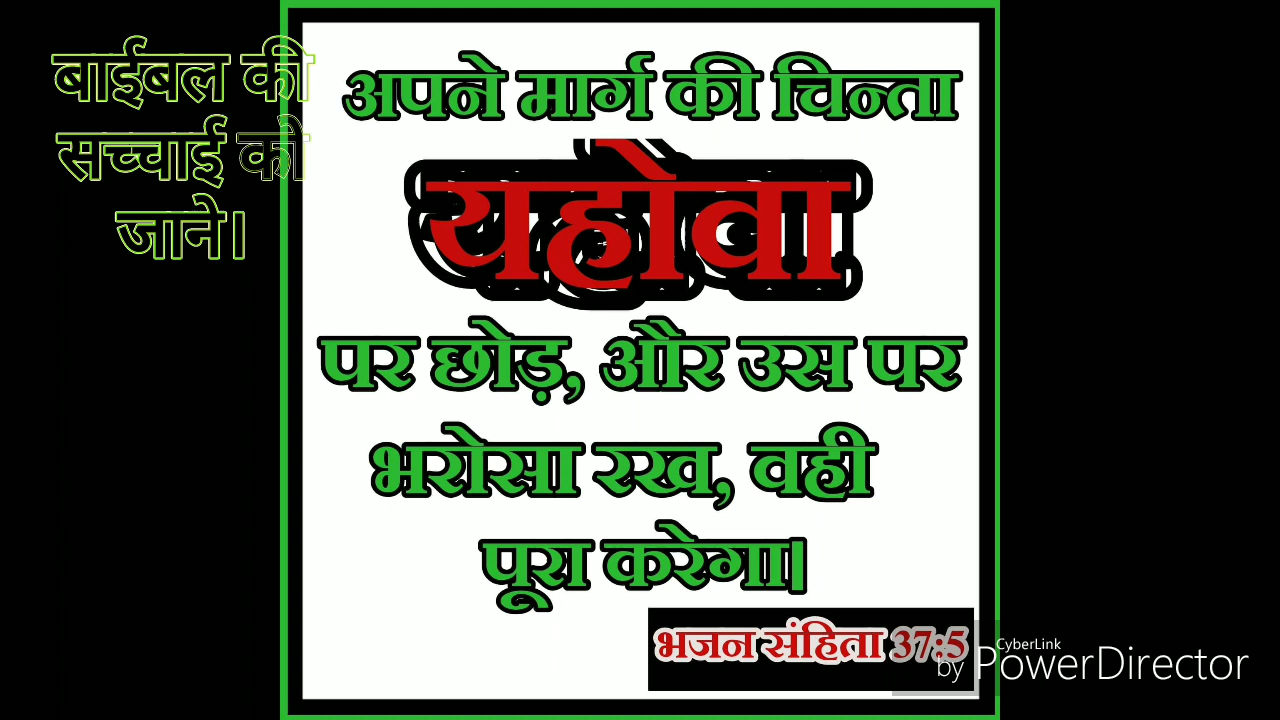 बाईबल की
सच्चाई को
जाने।
अपने मार्ग की चिन्ता
यहोवा
पर छोड़, और उस पर
भरोसा रख, वही
पूरा करेगा।
भजन संहिता 37:5
CyberLink
by PowerDirector